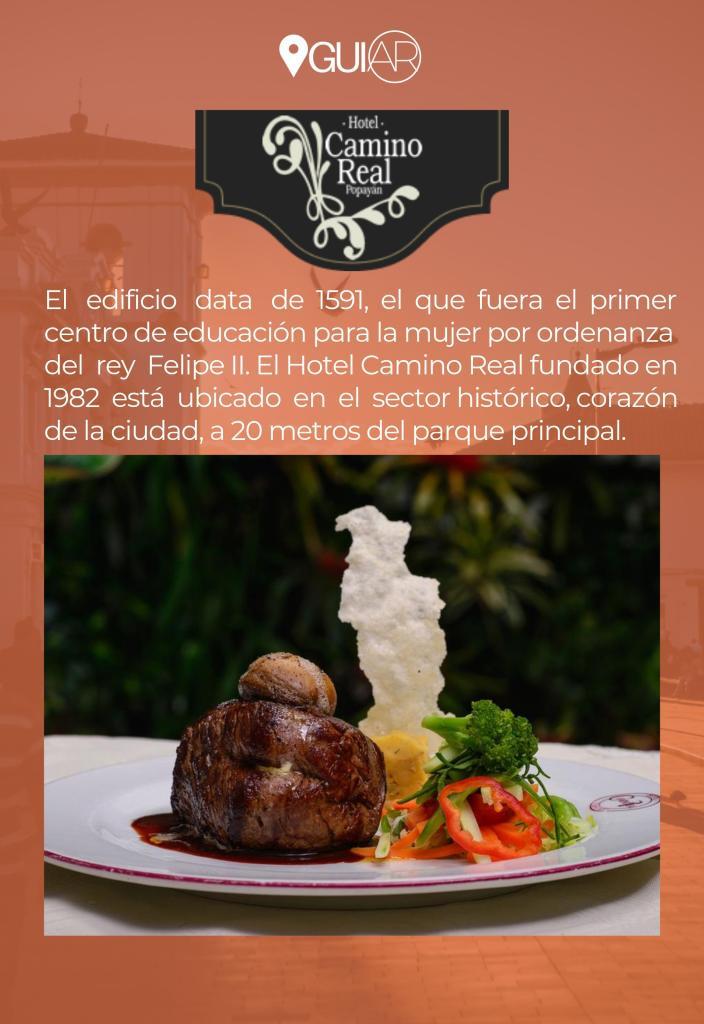 GUIAR
· Hotel ·
Camino
Real
Popayán
El edificio data de 1591, el que fuera el primer
centro de educación para la mujer por ordenanza
del rey Felipe II. El Hotel Camino Real fundado en
1982 está ubicado en el sector histórico, corazón
de la ciudad, a 20 metros del parque principal.